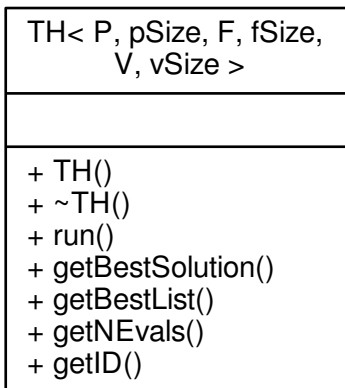 TH< P, pSize, F, fSize,
V, vSize >
+ TH()
+ ~TH()
+ run()
+ getBestSolution()
+ getBestList()
+ getNEvals()
+ getID()